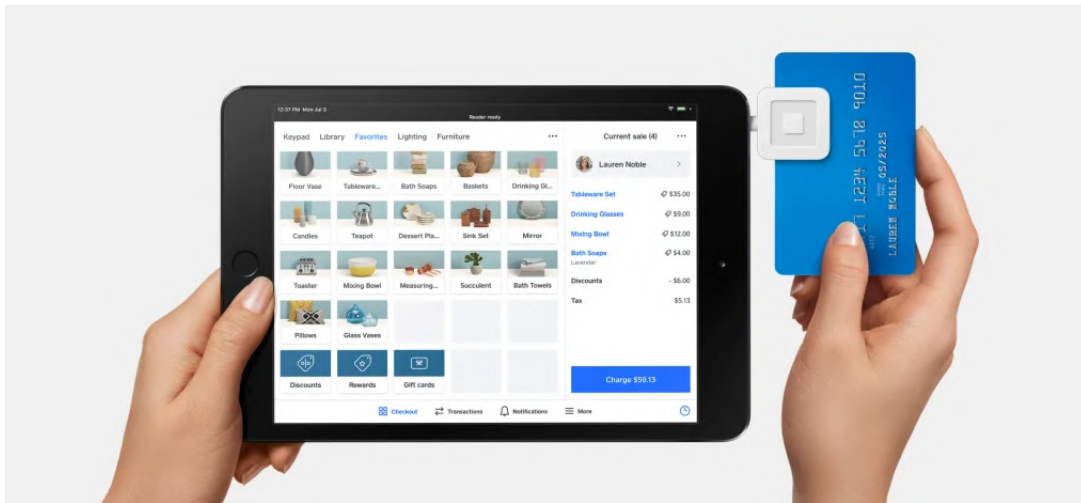 12:37 PM Mon Jul 3
Reader ready
Keypad Library Favorites Lighting Furniture
Floor Vase Tableware... Bath Soaps Baskets Drinking Gl...
Candles Teapot Dessert Pla... Sink Set Mirror
Toaster Mixing Bowl Measuring... Succulent Bath Towels
Pillows Glass Vases
Discounts Rewards Gift cards
Current sale (4)
Lauren Noble
Tableware Set $35.00
Drinking Glasses $9.00
Mixing Bowl $12.00
Bath Soaps $4.00
Lavender
Discounts - $6.00
Tax $5.13
Charge $59.13
Checkout Transactions Notifications More
1234 5678 9010
05/2025
LAUREN NOBLE